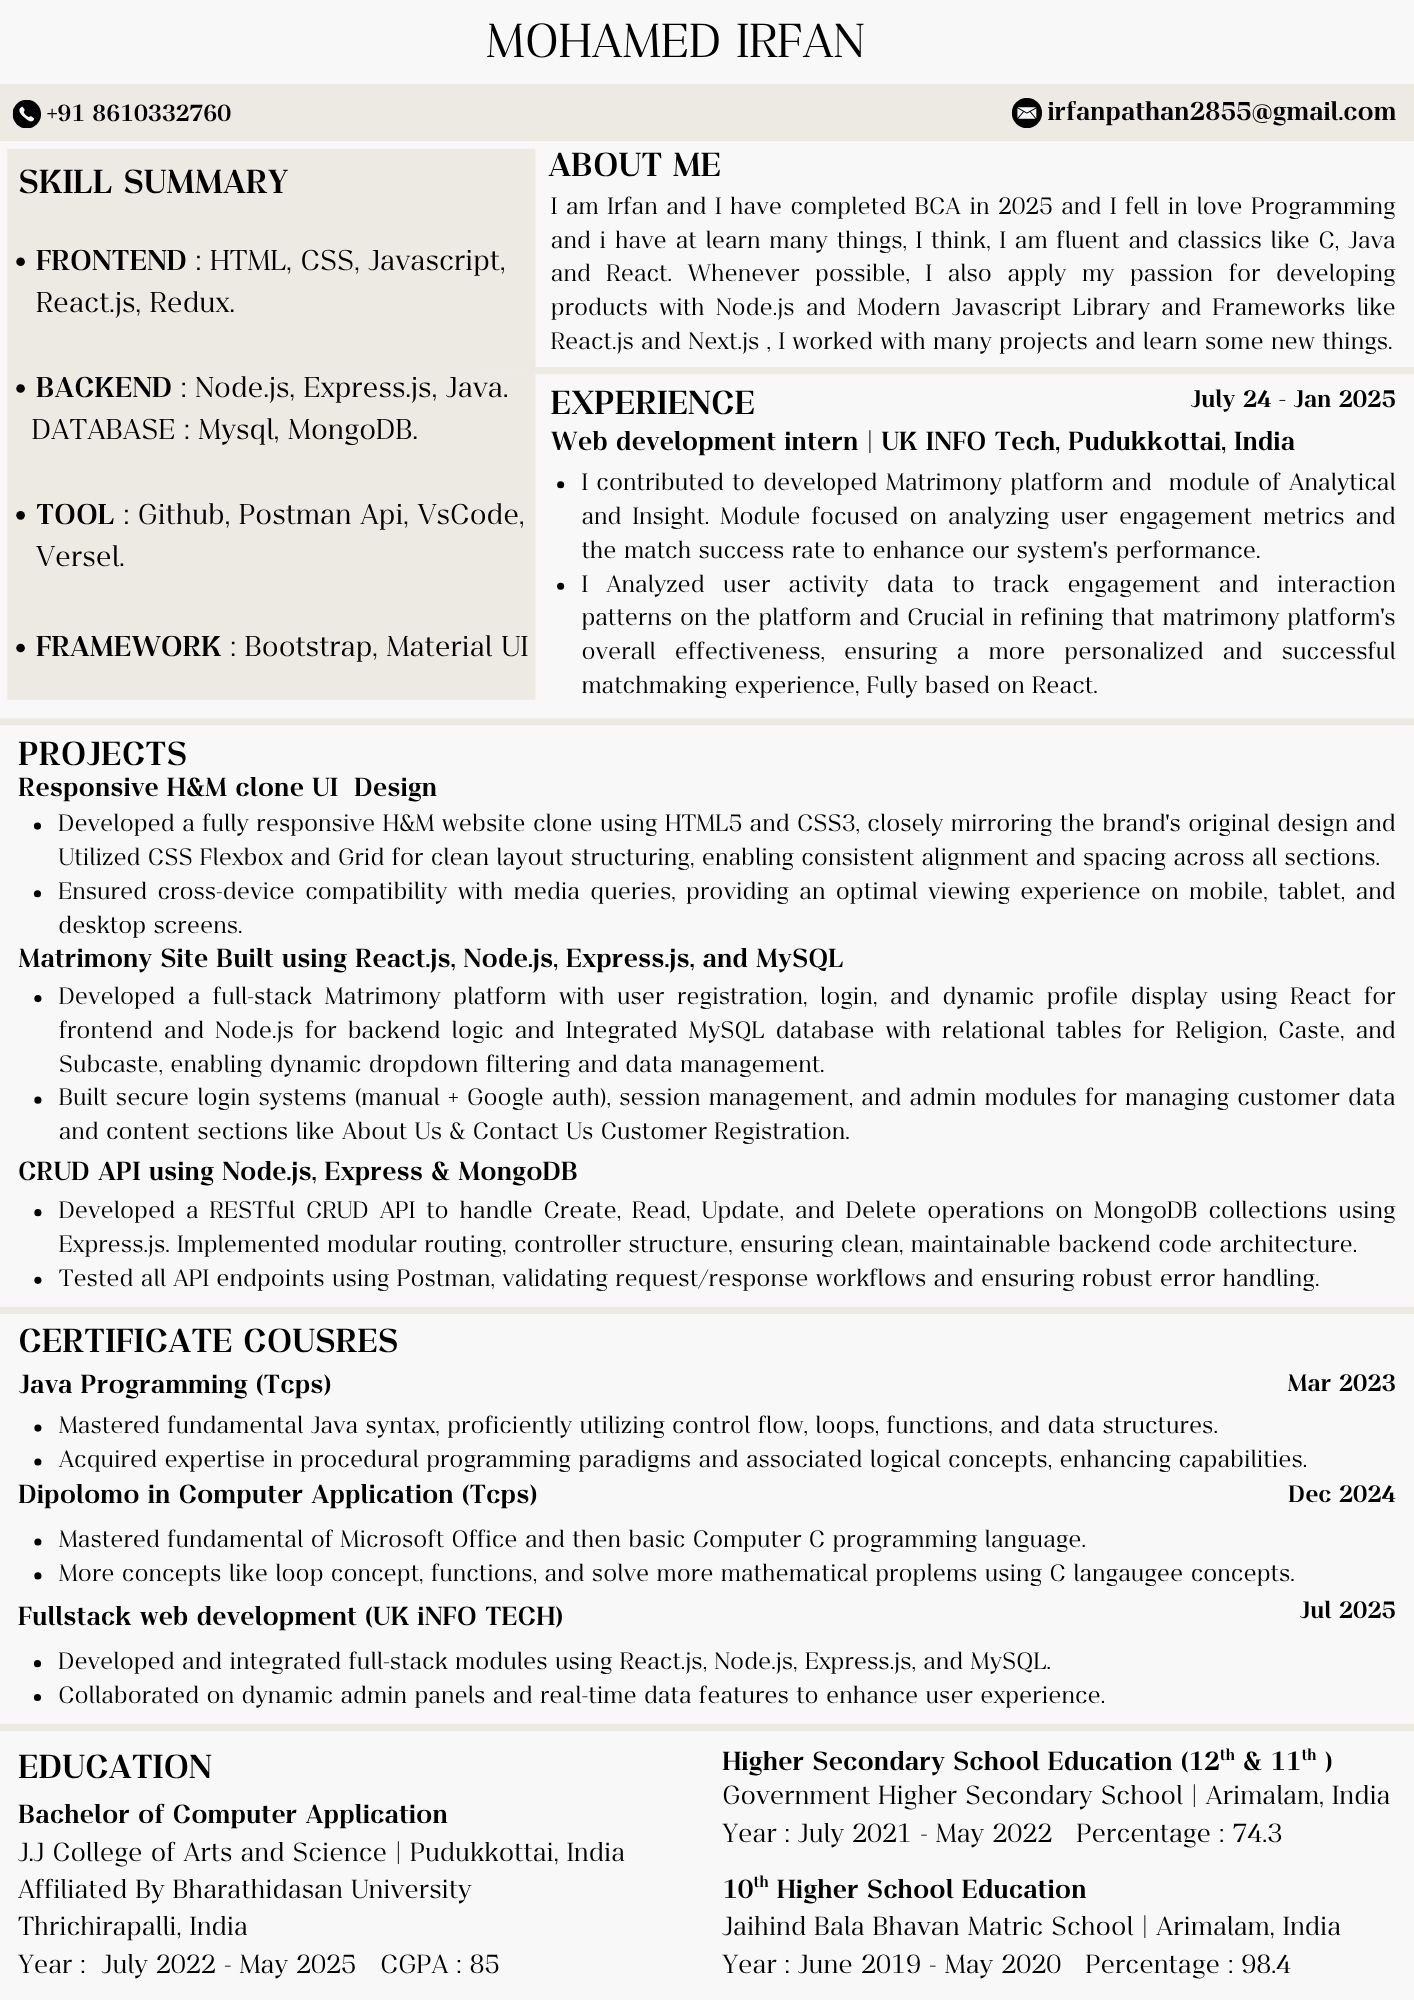 MOHAMED IRFAN
+91 8610332760
irfanpathan2855@gmail.com
SKILL SUMMARY
• FRONTEND : HTML, CSS, Javascript,
React.js, Redux.
• BACKEND : Node.js, Express.js, Java.
DATABASE : Mysql, MongoDB.
• TOOL : Github, Postman Api, VsCode,
Versel.
• FRAMEWORK : Bootstrap, Material UI
ABOUT ME
I am Irfan and I have completed BCA in 2025 and I fell in love Programming
and i have at learn many things, I think, I am fluent and classics like C, Java
and React. Whenever possible, I also apply my passion for developing
products with Node.js and Modern Javascript Library and Frameworks like
React.js and Next.js , I worked with many projects and learn some new things.
EXPERIENCE
July 24 - Jan 2025
Web development intern | UK INFO Tech, Pudukkottai, India
• I contributed to developed Matrimony platform and module of Analytical
and Insight. Module focused on analyzing user engagement metrics and
the match success rate to enhance our system's performance.
• I Analyzed user activity data to track engagement and interaction
patterns on the platform and Crucial in refining that matrimony platform's
overall effectiveness, ensuring a more personalized and successful
matchmaking experience, Fully based on React.
PROJECTS
Responsive H&M clone UI Design
• Developed a fully responsive H&M website clone using HTML5 and CSS3, closely mirroring the brand's original design and
Utilized CSS Flexbox and Grid for clean layout structuring, enabling consistent alignment and spacing across all sections.
• Ensured cross-device compatibility with media queries, providing an optimal viewing experience on mobile, tablet, and
desktop screens.
Matrimony Site Built using React.js, Node.js, Express.js, and MySQL
• Developed a full-stack Matrimony platform with user registration, login, and dynamic profile display using React for
frontend and Node.js for backend logic and Integrated MySQL database with relational tables for Religion, Caste, and
Subcaste, enabling dynamic dropdown filtering and data management.
• Built secure login systems (manual + Google auth), session management, and admin modules for managing customer data
and content sections like About Us & Contact Us Customer Registration.
CRUD API using Node.js, Express & MongoDB
• Developed a RESTful CRUD API to handle Create, Read, Update, and Delete operations on MongoDB collections using
Express.js. Implemented modular routing, controller structure, ensuring clean, maintainable backend code architecture.
• Tested all API endpoints using Postman, validating request/response workflows and ensuring robust error handling.
CERTIFICATE COUSRES
Java Programming (Tcps)
Mar 2023
• Mastered fundamental Java syntax, proficiently utilizing control flow, loops, functions, and data structures.
• Acquired expertise in procedural programming paradigms and associated logical concepts, enhancing capabilities.
Dipolomo in Computer Application (Tcps)
Dec 2024
• Mastered fundamental of Microsoft Office and then basic Computer C programming language.
• More concepts like loop concept, functions, and solve more mathematical proplems using C langaugee concepts.
Fullstack web development (UK iNFO TECH)
Jul 2025
• Developed and integrated full-stack modules using React.js, Node.js, Express.js, and MySQL.
• Collaborated on dynamic admin panels and real-time data features to enhance user experience.
EDUCATION
Bachelor of Computer Application
J.J College of Arts and Science | Pudukkottai, India
Affiliated By Bharathidasan University
Thrichirapalli, India
Year : July 2022 - May 2025 CGPA : 85
Higher Secondary School Education (12th & 11th )
Government Higher Secondary School | Arimalam, India
Year : July 2021 - May 2022 Percentage : 74.3
10th Higher School Education
Jaihind Bala Bhavan Matric School | Arimalam, India
Year : June 2019 - May 2020 Percentage : 98.4